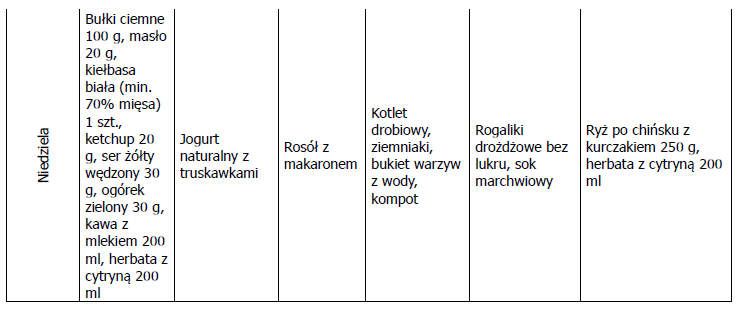 Niedziela
Bułki ciemne
100 g, masło
20 g,
kiełbasa
biała (min.
70% mięsa)
1 szt.,
ketchup 20
g, ser żółty
wędzony 30
g, ogórek
zielony 30 g,
kawa z
mlekiem 200
ml, herbata z
cytryną 200
ml
Jogurt
naturalny z
truskawkami
Rosół z
makaronem
Kotlet
drobiowy,
ziemniaki,
bukiet warzyw
z wody,
kompot
Rogaliki
drożdżowe bez
lukru, sok
marchwiowy
Ryż po chińsku z
kurczakiem 250 g,
herbata z cytryną 200
ml